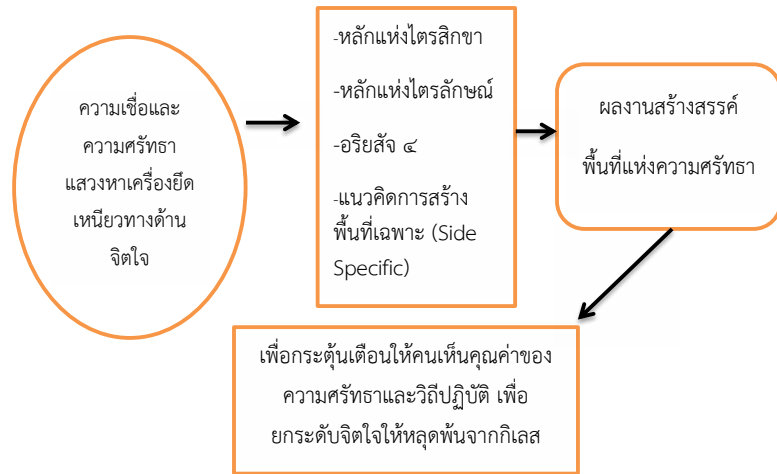 ความเชื่อและ
ความศรัทธา
แสวงหาเครื่องยึด
เหนียวทางด้าน
จิตใจ
-หลักแห่งไตรสิกขา
-หลักแห่งไตรลักษณ์
-อริยสัจ ๔
-แนวคิดการสร้าง
พื้นที่เฉพาะ (Side
Specific)
ผลงานสร้างสรรค์
พื้นที่แห่งความศรัทธา
เพื่อกระตุ้นเตือนให้คนเห็นคุณค่าของ
ความศรัทธาและวิถีปฏิบัติ เพื่อ
ยกระดับจิตใจให้หลุดพ้นจากกิเลส